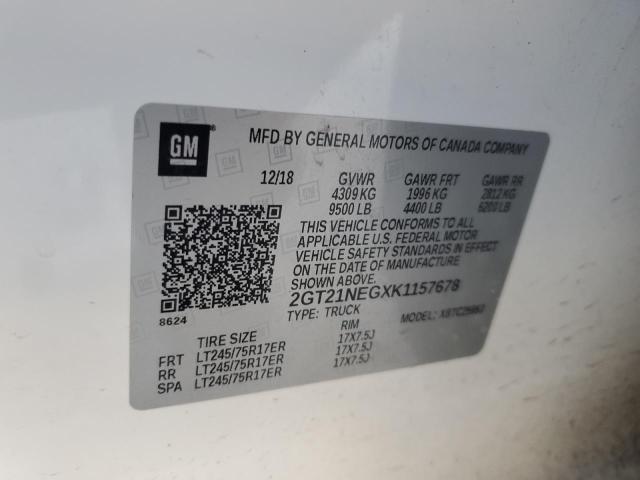 GM
MFD BY GENERAL MOTORS OF CANADA COMPANY
12/18 GVWR GAWR FRT GAWR RR
4309 KG 1996 KG 2812 KG
9500 LB 4400 LB 6200 LB
THIS VEHICLE CONFORMS TO ALL
APPLICABLE U.S. FEDERAL MOTOR
VEHICLE SAFETY STANDARDS IN EFFECT ON
THE DATE OF MANUFACTURE
SHOWN ABOVE.
2GT21NEGXK1157678
8624
TYPE: TRUCK MODEL:
TIRE SIZE RIM
FRT LT245/75R17ER 17X7.5J
RR LT245/75R17ER 17X7.5J
SPA LT245/75R17ER 17X7.5J